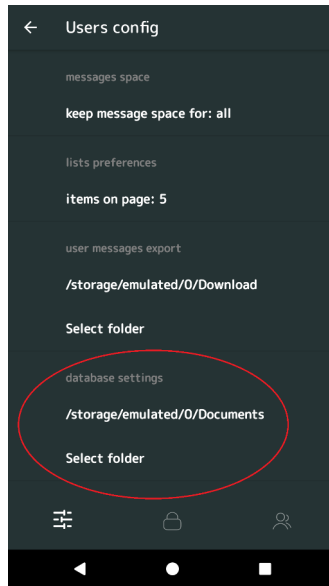 Users config
messages space
keep message space for: all
lists preferences
items on page: 5
user messages export
/storage/emulated/0/Download
Select folder
database settings
/storage/emulated/0/Documents
Select folder